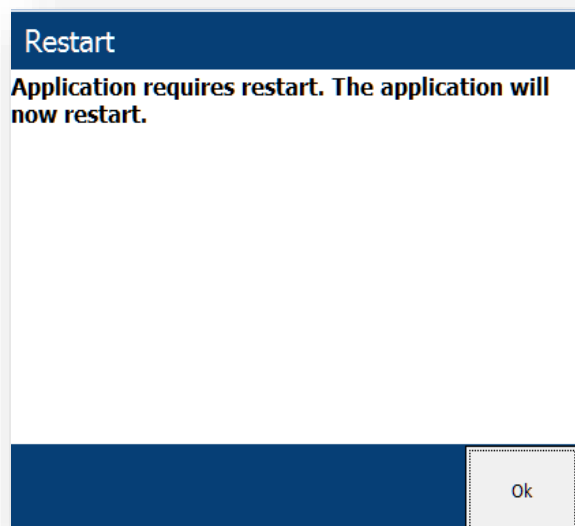 Restart
Application requires restart. The application will
now restart.
Ok